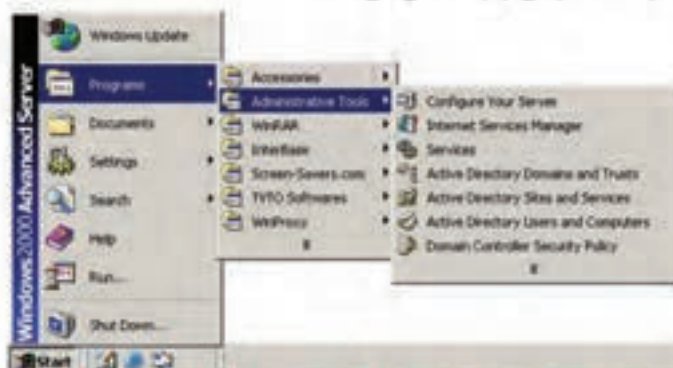 Windows 2000 Advanced Server
Windows Update
Programs
Documents
Settings
Search
Help
Run...
Shut Down...
Start
Accessories
Administrative Tools
WinRAR
InterBase
Screen-Savers.com
TVTO Softwares
WinProxy
Configure Your Server
Internet Services Manager
Services
Active Directory Domains and Trusts
Active Directory Sites and Services
Active Directory Users and Computers
Domain Controller Security Policy